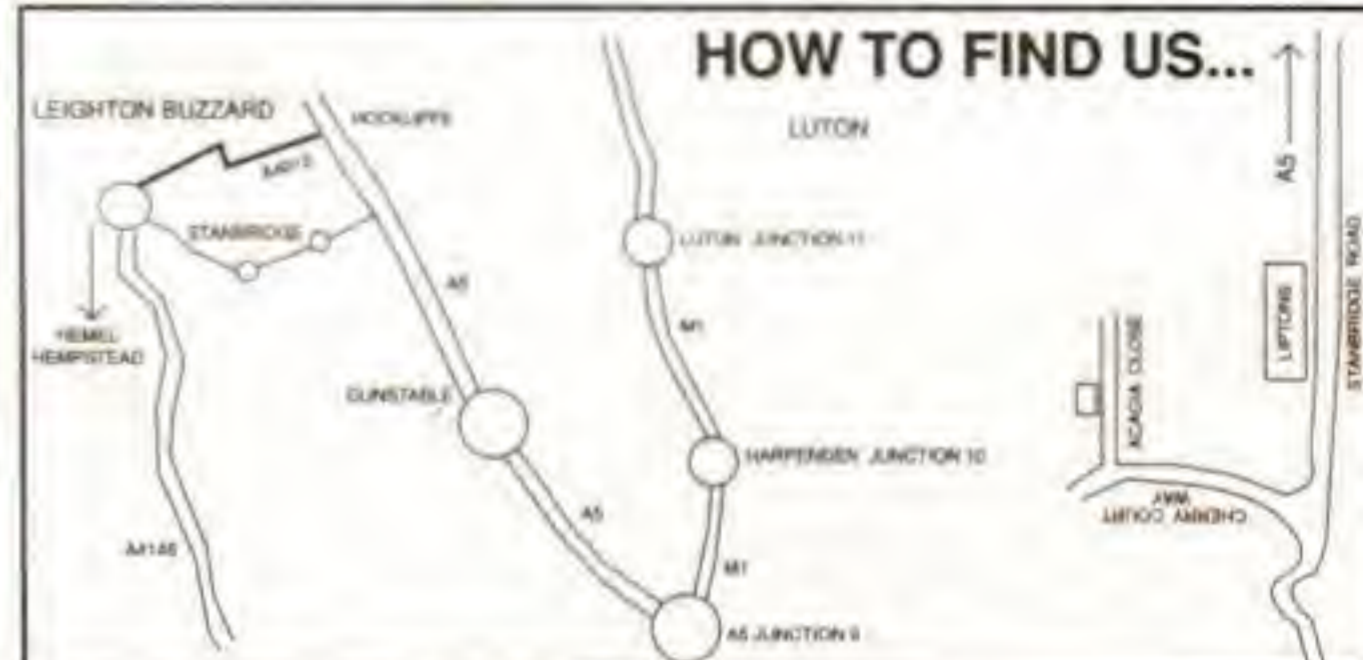 HOW TO FIND US...
LEIGHTON BUZZARD
HOCKLIFFE
LUTON
A5
STANBRIDGE
LUTON JUNCTION 11
STANBRIDGE ROAD
HEMEL
HEMPSTEAD
A5
M1
LIPTONS
ACACIA CLOSE
DUNSTABLE
HARPENDEN JUNCTION 10
CHERRY COURT
WAY
A5
A4146
M1
A5 JUNCTION 9